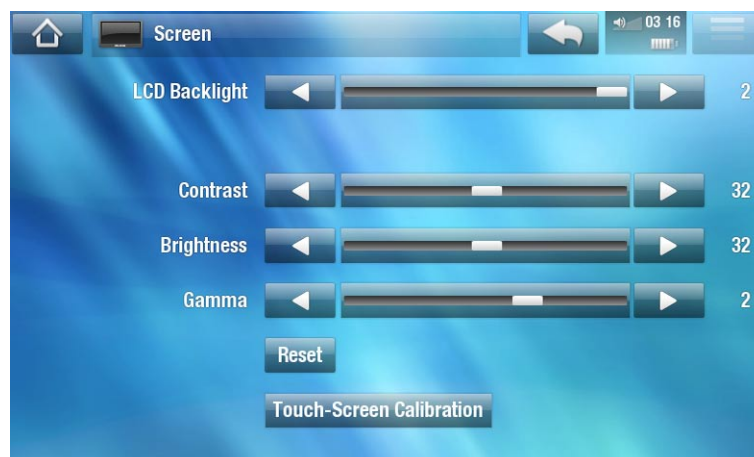 Screen
03 16
LCD Backlight 2
Contrast 32
Brightness 32
Gamma 2
Reset
Touch-Screen Calibration